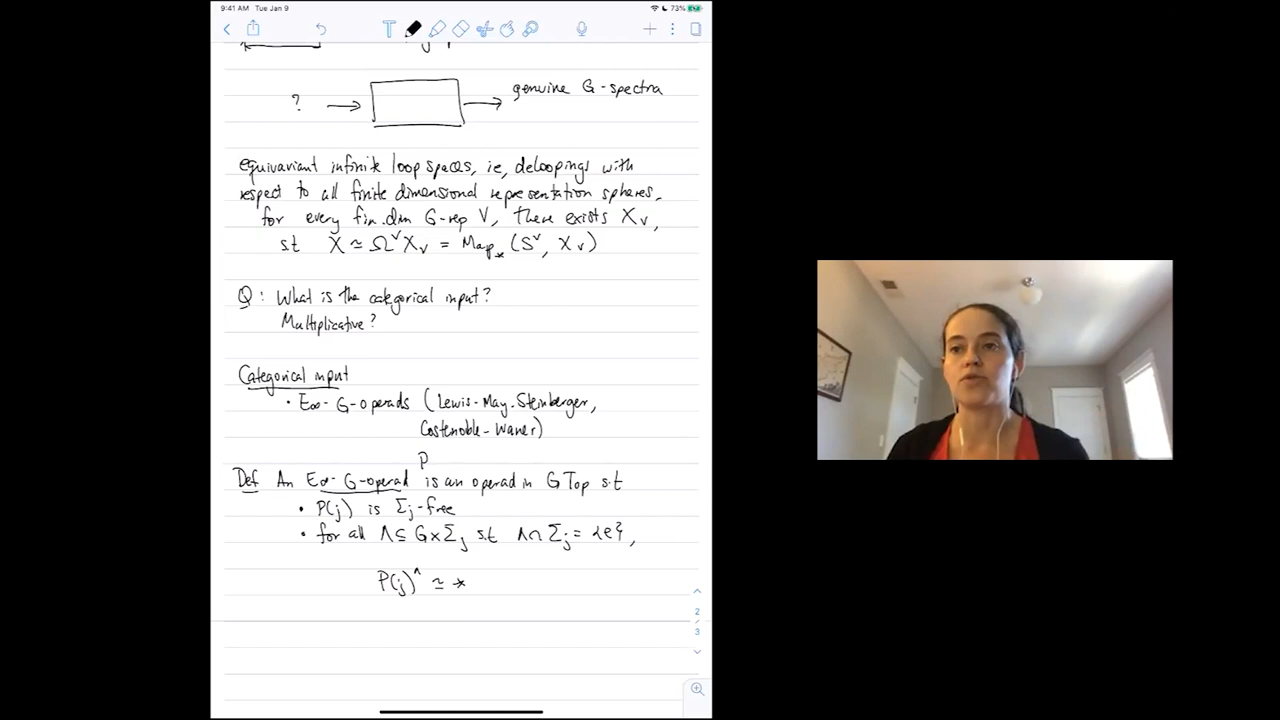 9:41 AM Tue Jan 9
73%
? → genuine G-spectra
equivariant infinite loop spaces, ie, deloopings with
respect to all finite dimensional representation spheres.
for every fin.dim G-rep V, there exists X_V,
s.t X ≃ Ω^V X_V = Map_* (S^V, X_V)
Q: What is the categorical input?
Multiplicative?
Categorical input
• E∞-G-operads (Lewis-May-Steinberger,
Costenoble-Waner)
P
Def An E∞-G-operad is an operad in G Top s.t
• P(j) is Σ_j-free
• for all Λ ⊆ G×Σ_j s.t Λ∩Σ_j = {e},
P(j)^Λ ≃ *
2
3